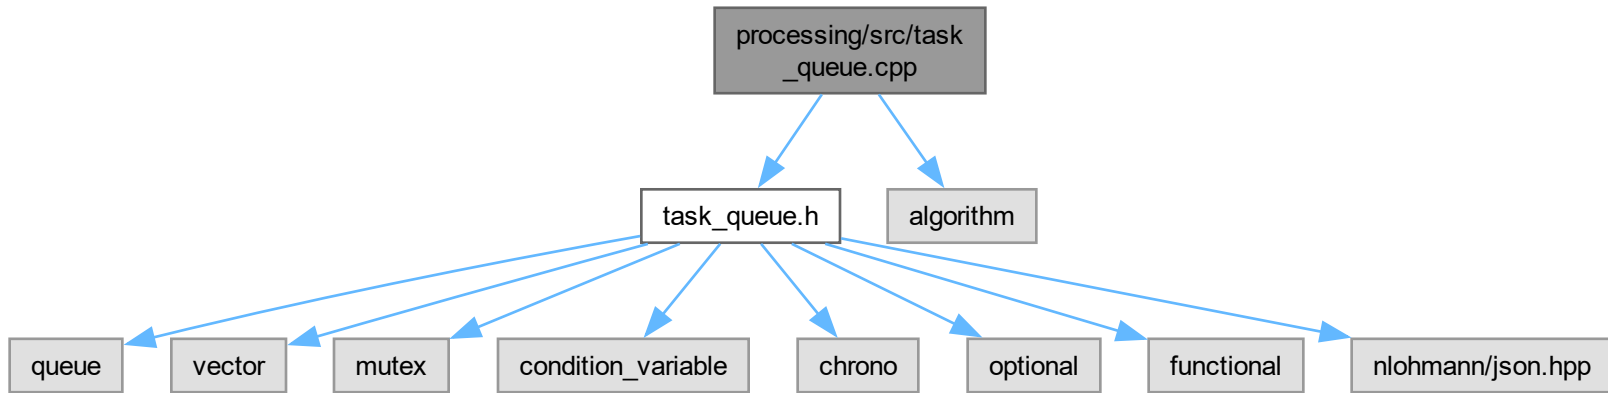 processing/src/task
_queue.cpp
task_queue.h
algorithm
queue
vector
mutex
condition_variable
chrono
optional
functional
nlohmann/json.hpp